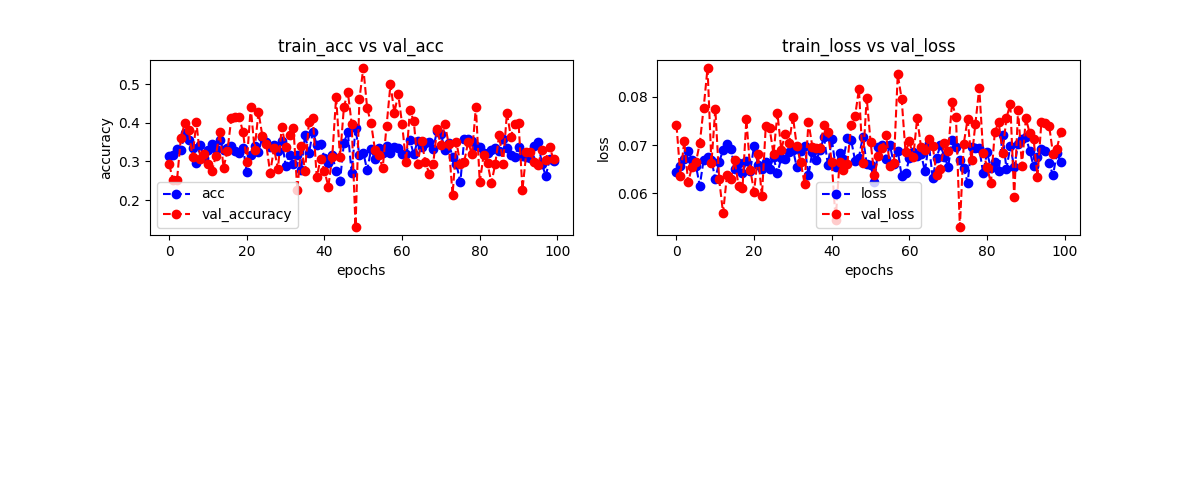 train_acc vs val_acc
accuracy
0.5
0.4
0.3
0.2
acc
val_accuracy
0 20 40 60 80 100
epochs
train_loss vs val_loss
loss
0.08
0.07
0.06
loss
val_loss
0 20 40 60 80 100
epochs